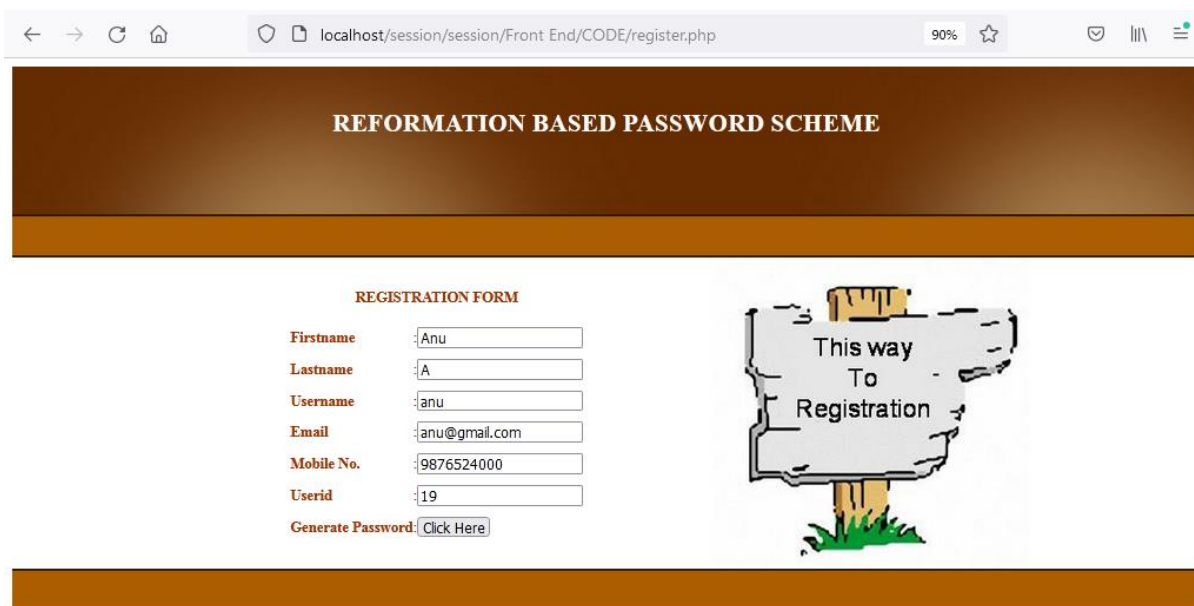 localhost/session/session/Front End/CODE/register.php
90%
REFORMATION BASED PASSWORD SCHEME
REGISTRATION FORM
Firstname :Anu
Lastname :A
Username :anu
Email :anu@gmail.com
Mobile No. :9876524000
Userid :19
Generate Password:Click Here
This way
To
Registration